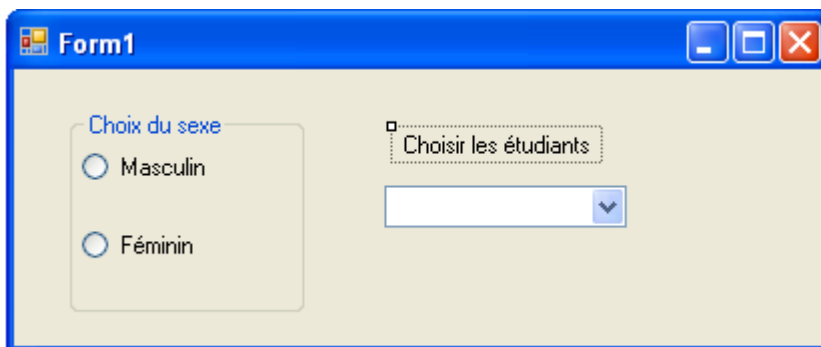 Form1
Choix du sexe
Masculin
Féminin
Choisir les étudiants